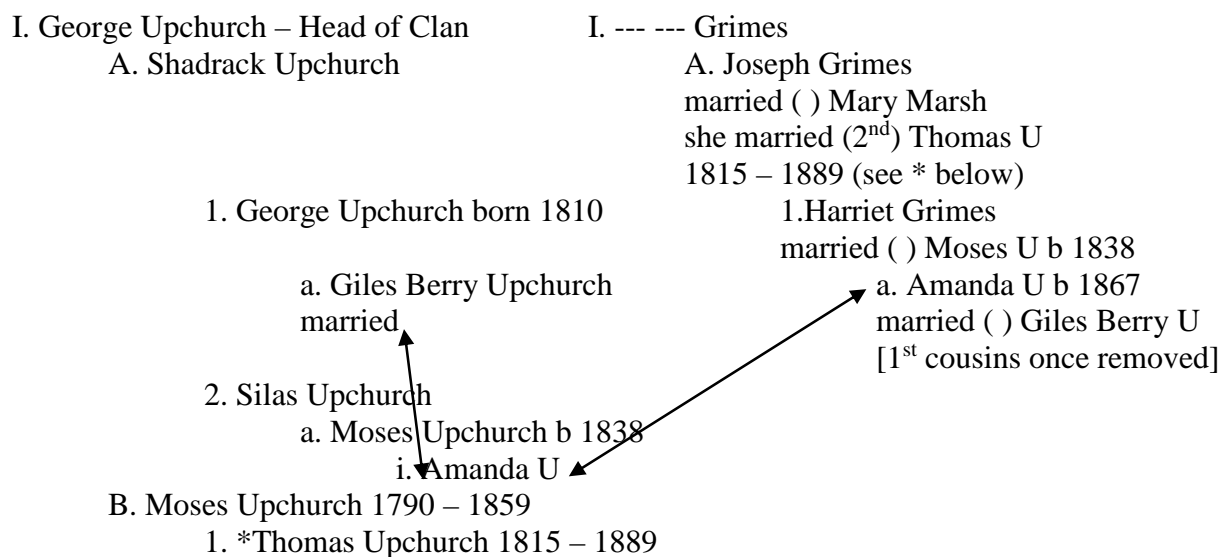 I. George Upchurch – Head of Clan I. --- --- Grimes
A. Shadrack Upchurch A. Joseph Grimes
married ( ) Mary Marsh
she married (2nd) Thomas U
1815 – 1889 (see * below)
1. George Upchurch born 1810 1.Harriet Grimes
married ( ) Moses U b 1838
a. Giles Berry Upchurch a. Amanda U b 1867
married married ( ) Giles Berry U
[1st cousins once removed]
2. Silas Upchurch
a. Moses Upchurch b 1838
i. Amanda U
B. Moses Upchurch 1790 – 1859
1. *Thomas Upchurch 1815 – 1889